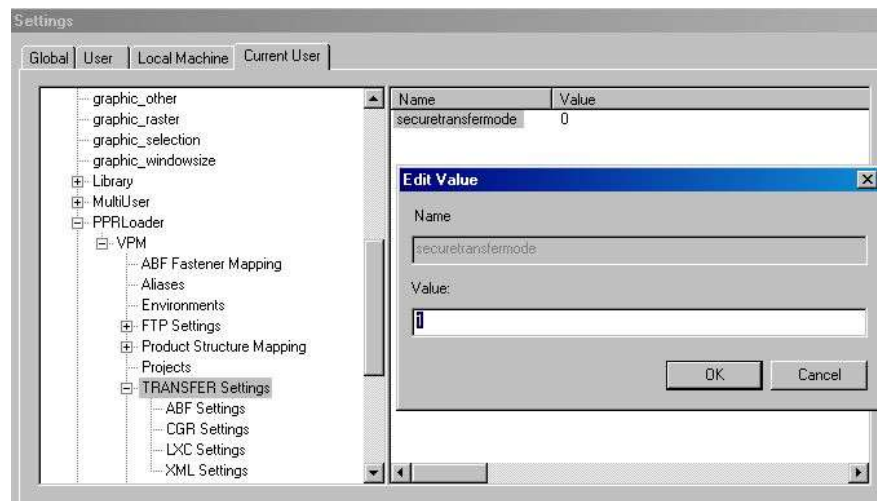 Settings
Global User Local Machine Current User
graphic_other
graphic_raster
graphic_selection
graphic_windowsize
Library
MultiUser
PPRLoader
VPM
ABF Fastener Mapping
Aliases
Environments
FTP Settings
Product Structure Mapping
Projects
TRANSFER Settings
ABF Settings
CGR Settings
LXC Settings
XML Settings
Name Value
securetransfermode 0
Edit Value
Name
securetransfermode
Value:
OK Cancel